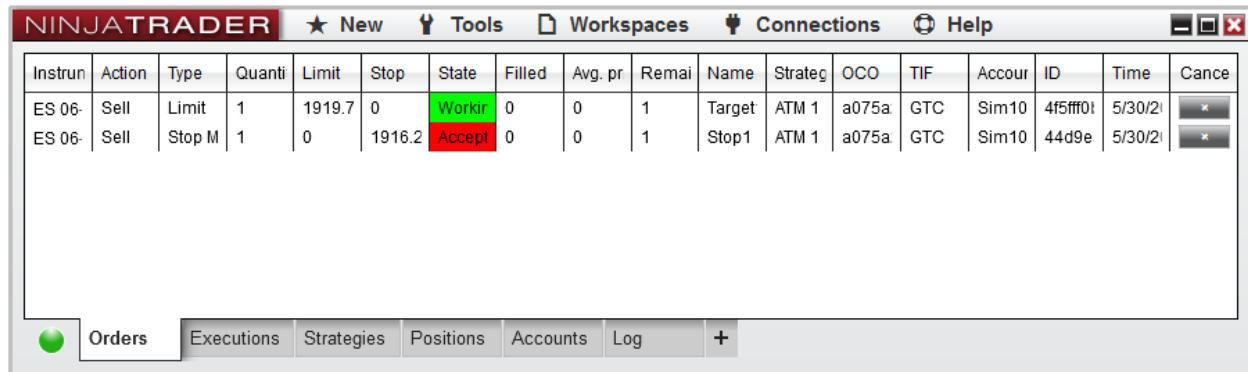 NINJATRADER New Tools Workspaces Connections Help
Instrun Action Type Quanti Limit Stop State Filled Avg. pr Remai Name Strateg OCO TIF Accour ID Time Cance
ES 06- Sell Limit 1 1919.7 0 Workir 0 0 1 Target ATM 1 a075a GTC Sim10 4f5fff0b 5/30/20
ES 06- Sell Stop M 1 0 1916.2 Accept 0 0 1 Stop1 ATM 1 a075a GTC Sim10 44d9e 5/30/20
Orders Executions Strategies Positions Accounts Log +